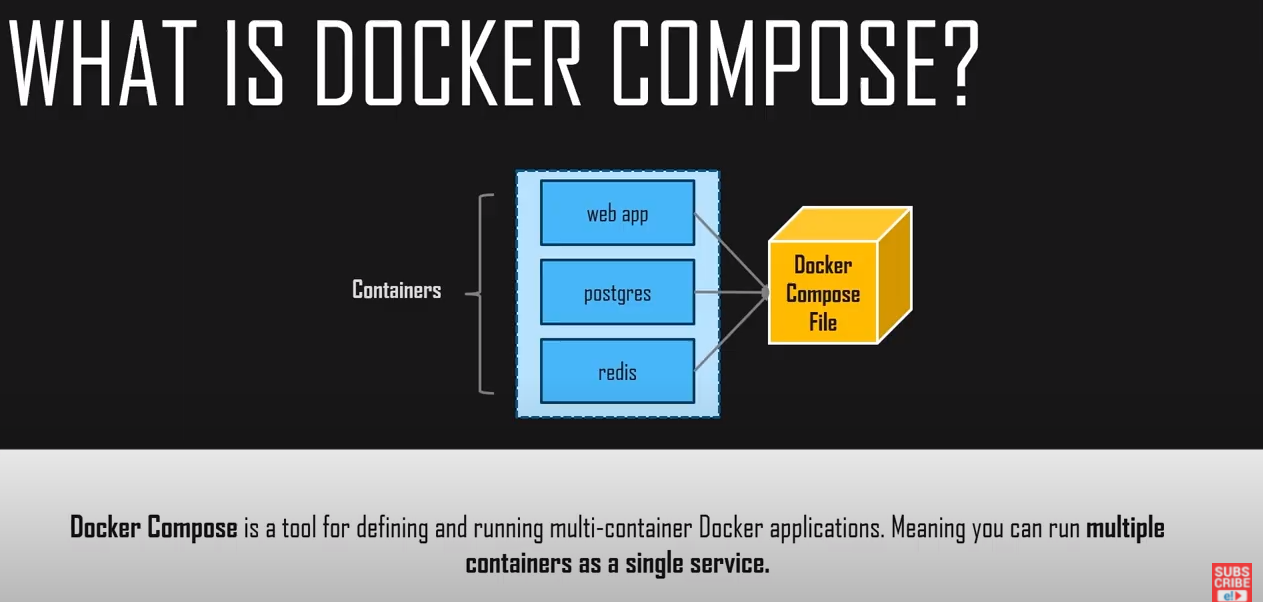 WHAT IS DOCKER COMPOSE?
Containers
web app
postgres
redis
Docker
Compose
File
Docker Compose is a tool for defining and running multi-container Docker applications. Meaning you can run multiple
containers as a single service.
SUBS
CRIBE
e!